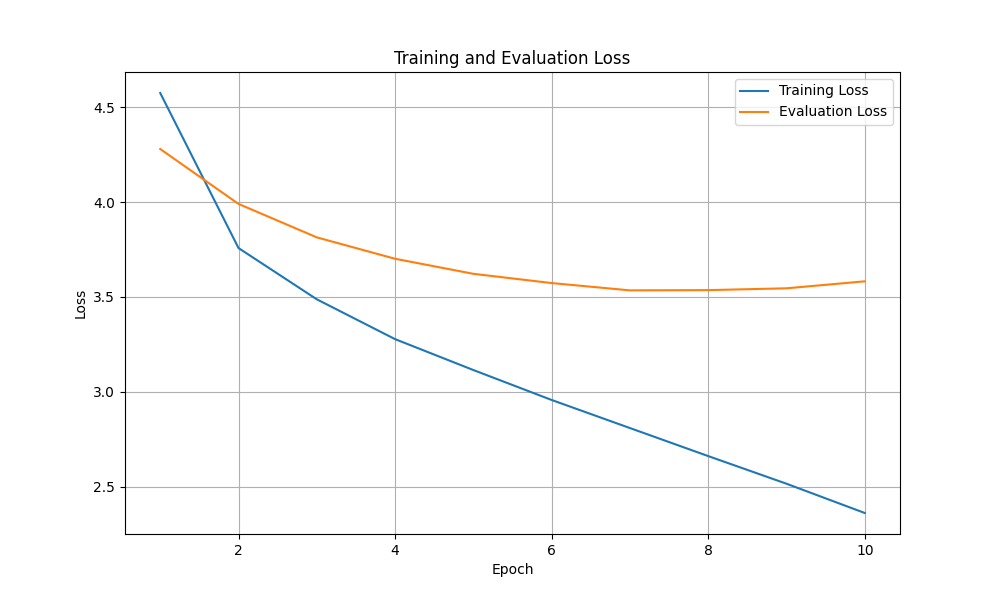 Training and Evaluation Loss
Training Loss
Evaluation Loss
4.5
4.0
3.5
3.0
2.5
Loss
2 4 6 8 10
Epoch